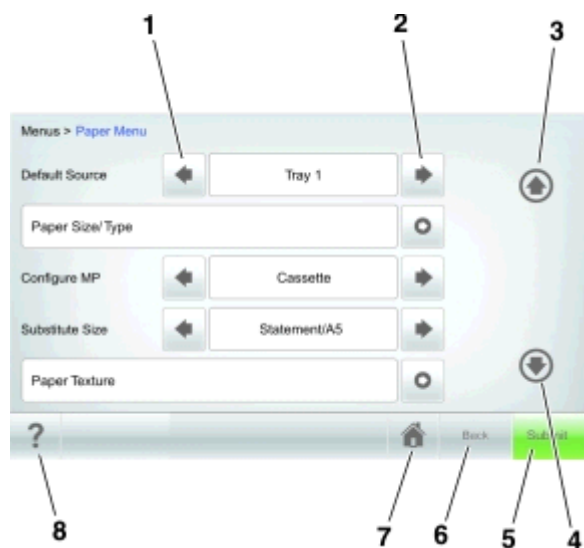 1 2 3
Menus > Paper Menu
Default Source Tray 1
Paper Size/Type
Configure MP Cassette
Substitute Size Statement/A5
Paper Texture
? Back Submit
8 7 6 5 4